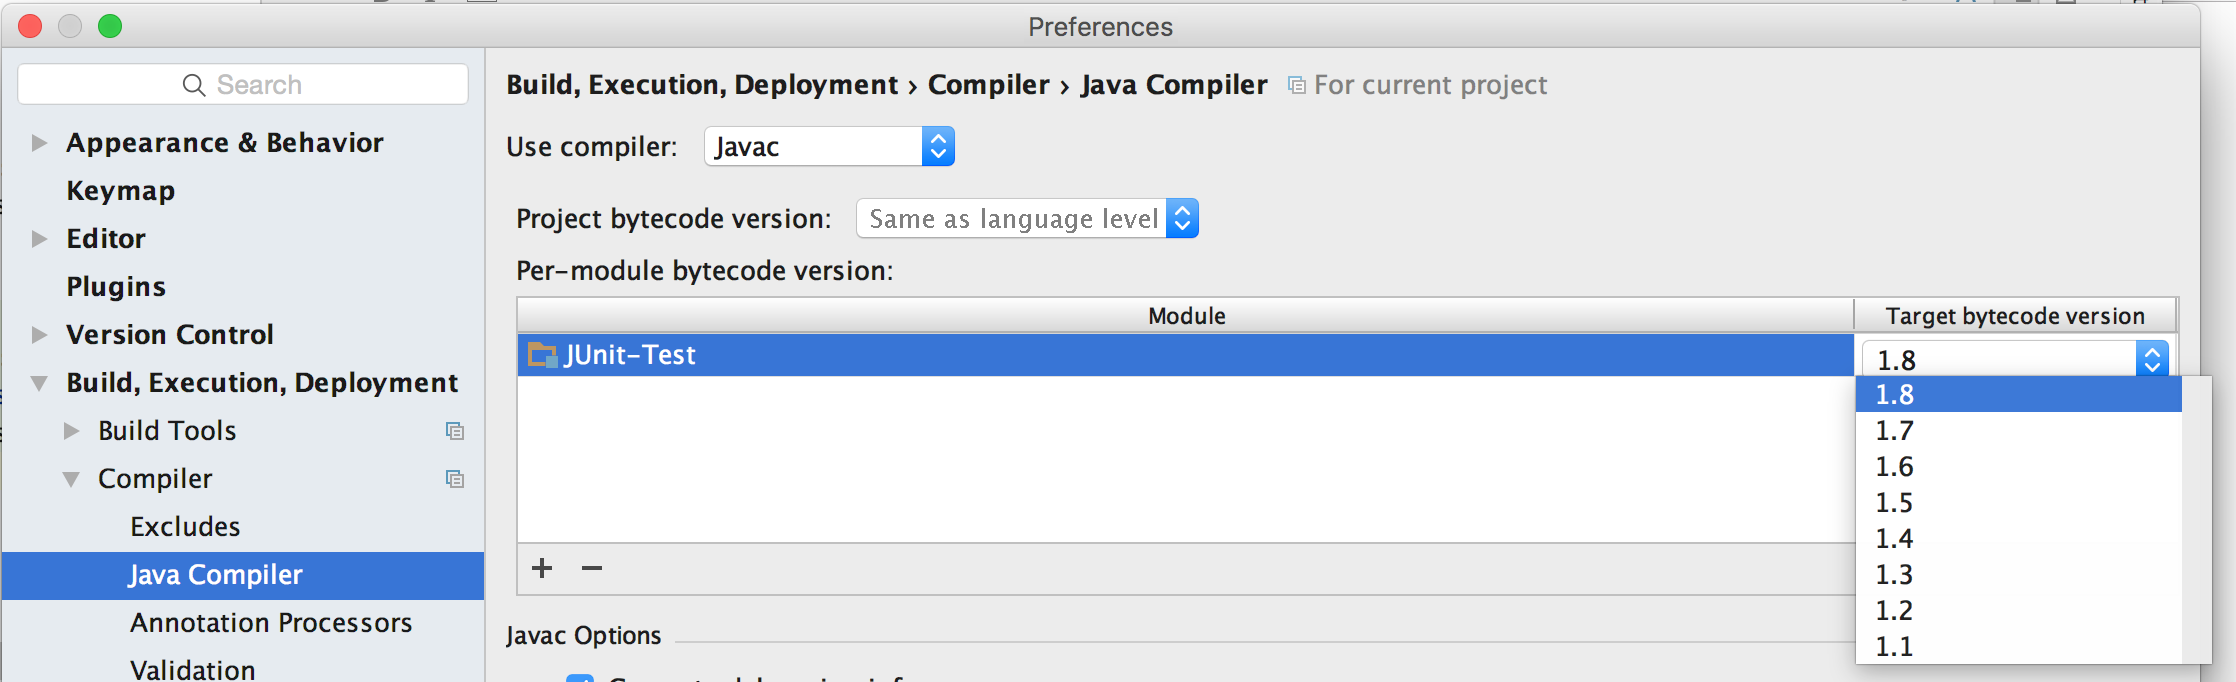 Preferences
Search
Appearance & Behavior
Keymap
Editor
Plugins
Version Control
Build, Execution, Deployment
Build Tools
Compiler
Excludes
Java Compiler
Annotation Processors
Validation
Build, Execution, Deployment › Compiler › Java Compiler For current project
Use compiler: Javac
Project bytecode version: Same as language level
Per-module bytecode version:
Module Target bytecode version
JUnit-Test 1.8
1.8
1.7
1.6
1.5
1.4
1.3
1.2
1.1
Javac Options